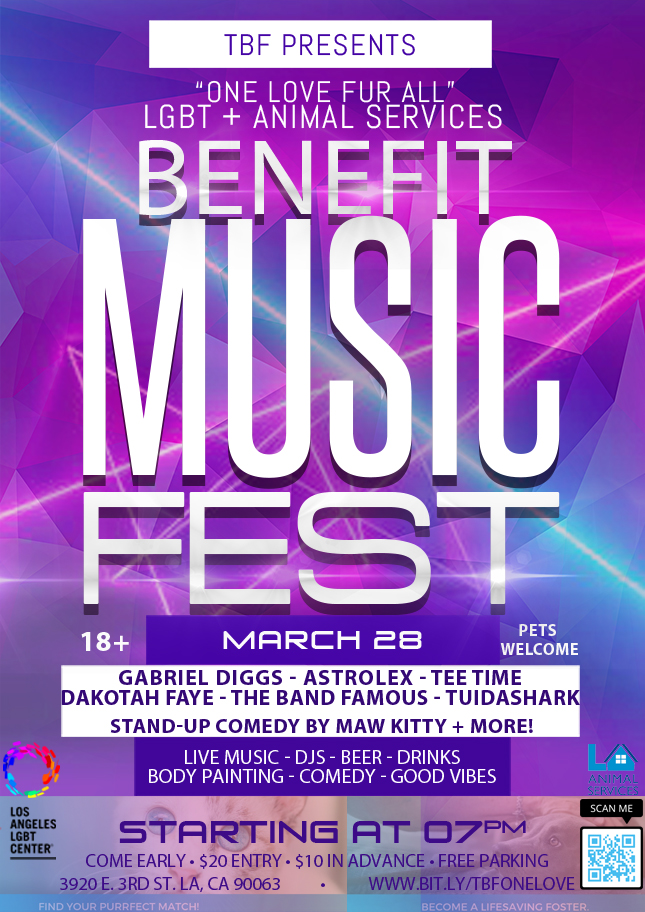 TBF PRESENTS
“ONE LOVE FUR ALL”
LGBT + ANIMAL SERVICES
BENEFIT
MUSIC
FEST
18+
MARCH 28
PETS
WELCOME
GABRIEL DIGGS - ASTROLEX - TEE TIME
DAKOTAH FAYE - THE BAND FAMOUS - TUIDASHARK
STAND-UP COMEDY BY MAW KITTY + MORE!
LIVE MUSIC - DJS - BEER - DRINKS
BODY PAINTING - COMEDY - GOOD VIBES
LA
ANIMAL
SERVICES
SCAN ME
LOS
ANGELES
LGBT
CENTER
STARTING AT 07PM
COME EARLY • $20 ENTRY • $10 IN ADVANCE • FREE PARKING
3920 E. 3RD ST. LA, CA 90063 • WWW.BIT.LY/TBFONELOVE
FIND YOUR PURRFECT MATCH!
BECOME A LIFESAVING FOSTER.